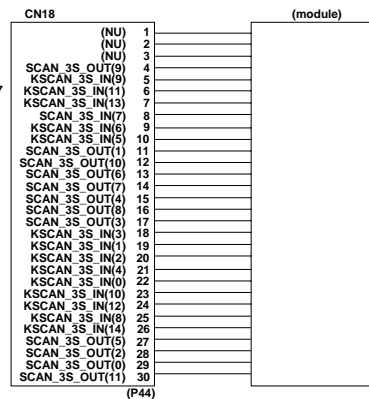 CN18 (module)
(NU) 1
(NU) 2
(NU) 3
SCAN_3S_OUT(9) 4
KSCAN_3S_IN(9) 5
KSCAN_3S_IN(11) 6
KSCAN_3S_IN(13) 7
SCAN_3S_IN(7) 8
KSCAN_3S_IN(6) 9
KSCAN_3S_IN(5) 10
SCAN_3S_OUT(1) 11
SCAN_3S_OUT(10) 12
SCAN_3S_OUT(6) 13
SCAN_3S_OUT(7) 14
SCAN_3S_OUT(4) 15
SCAN_3S_OUT(8) 16
SCAN_3S_OUT(3) 17
KSCAN_3S_IN(3) 18
KSCAN_3S_IN(1) 19
KSCAN_3S_IN(2) 20
KSCAN_3S_IN(4) 21
KSCAN_3S_IN(0) 22
KSCAN_3S_IN(10) 23
KSCAN_3S_IN(12) 24
KSCAN_3S_IN(8) 25
KSCAN_3S_IN(14) 26
SCAN_3S_OUT(5) 27
SCAN_3S_OUT(2) 28
SCAN_3S_OUT(0) 29
SCAN_3S_OUT(11) 30
(P44)